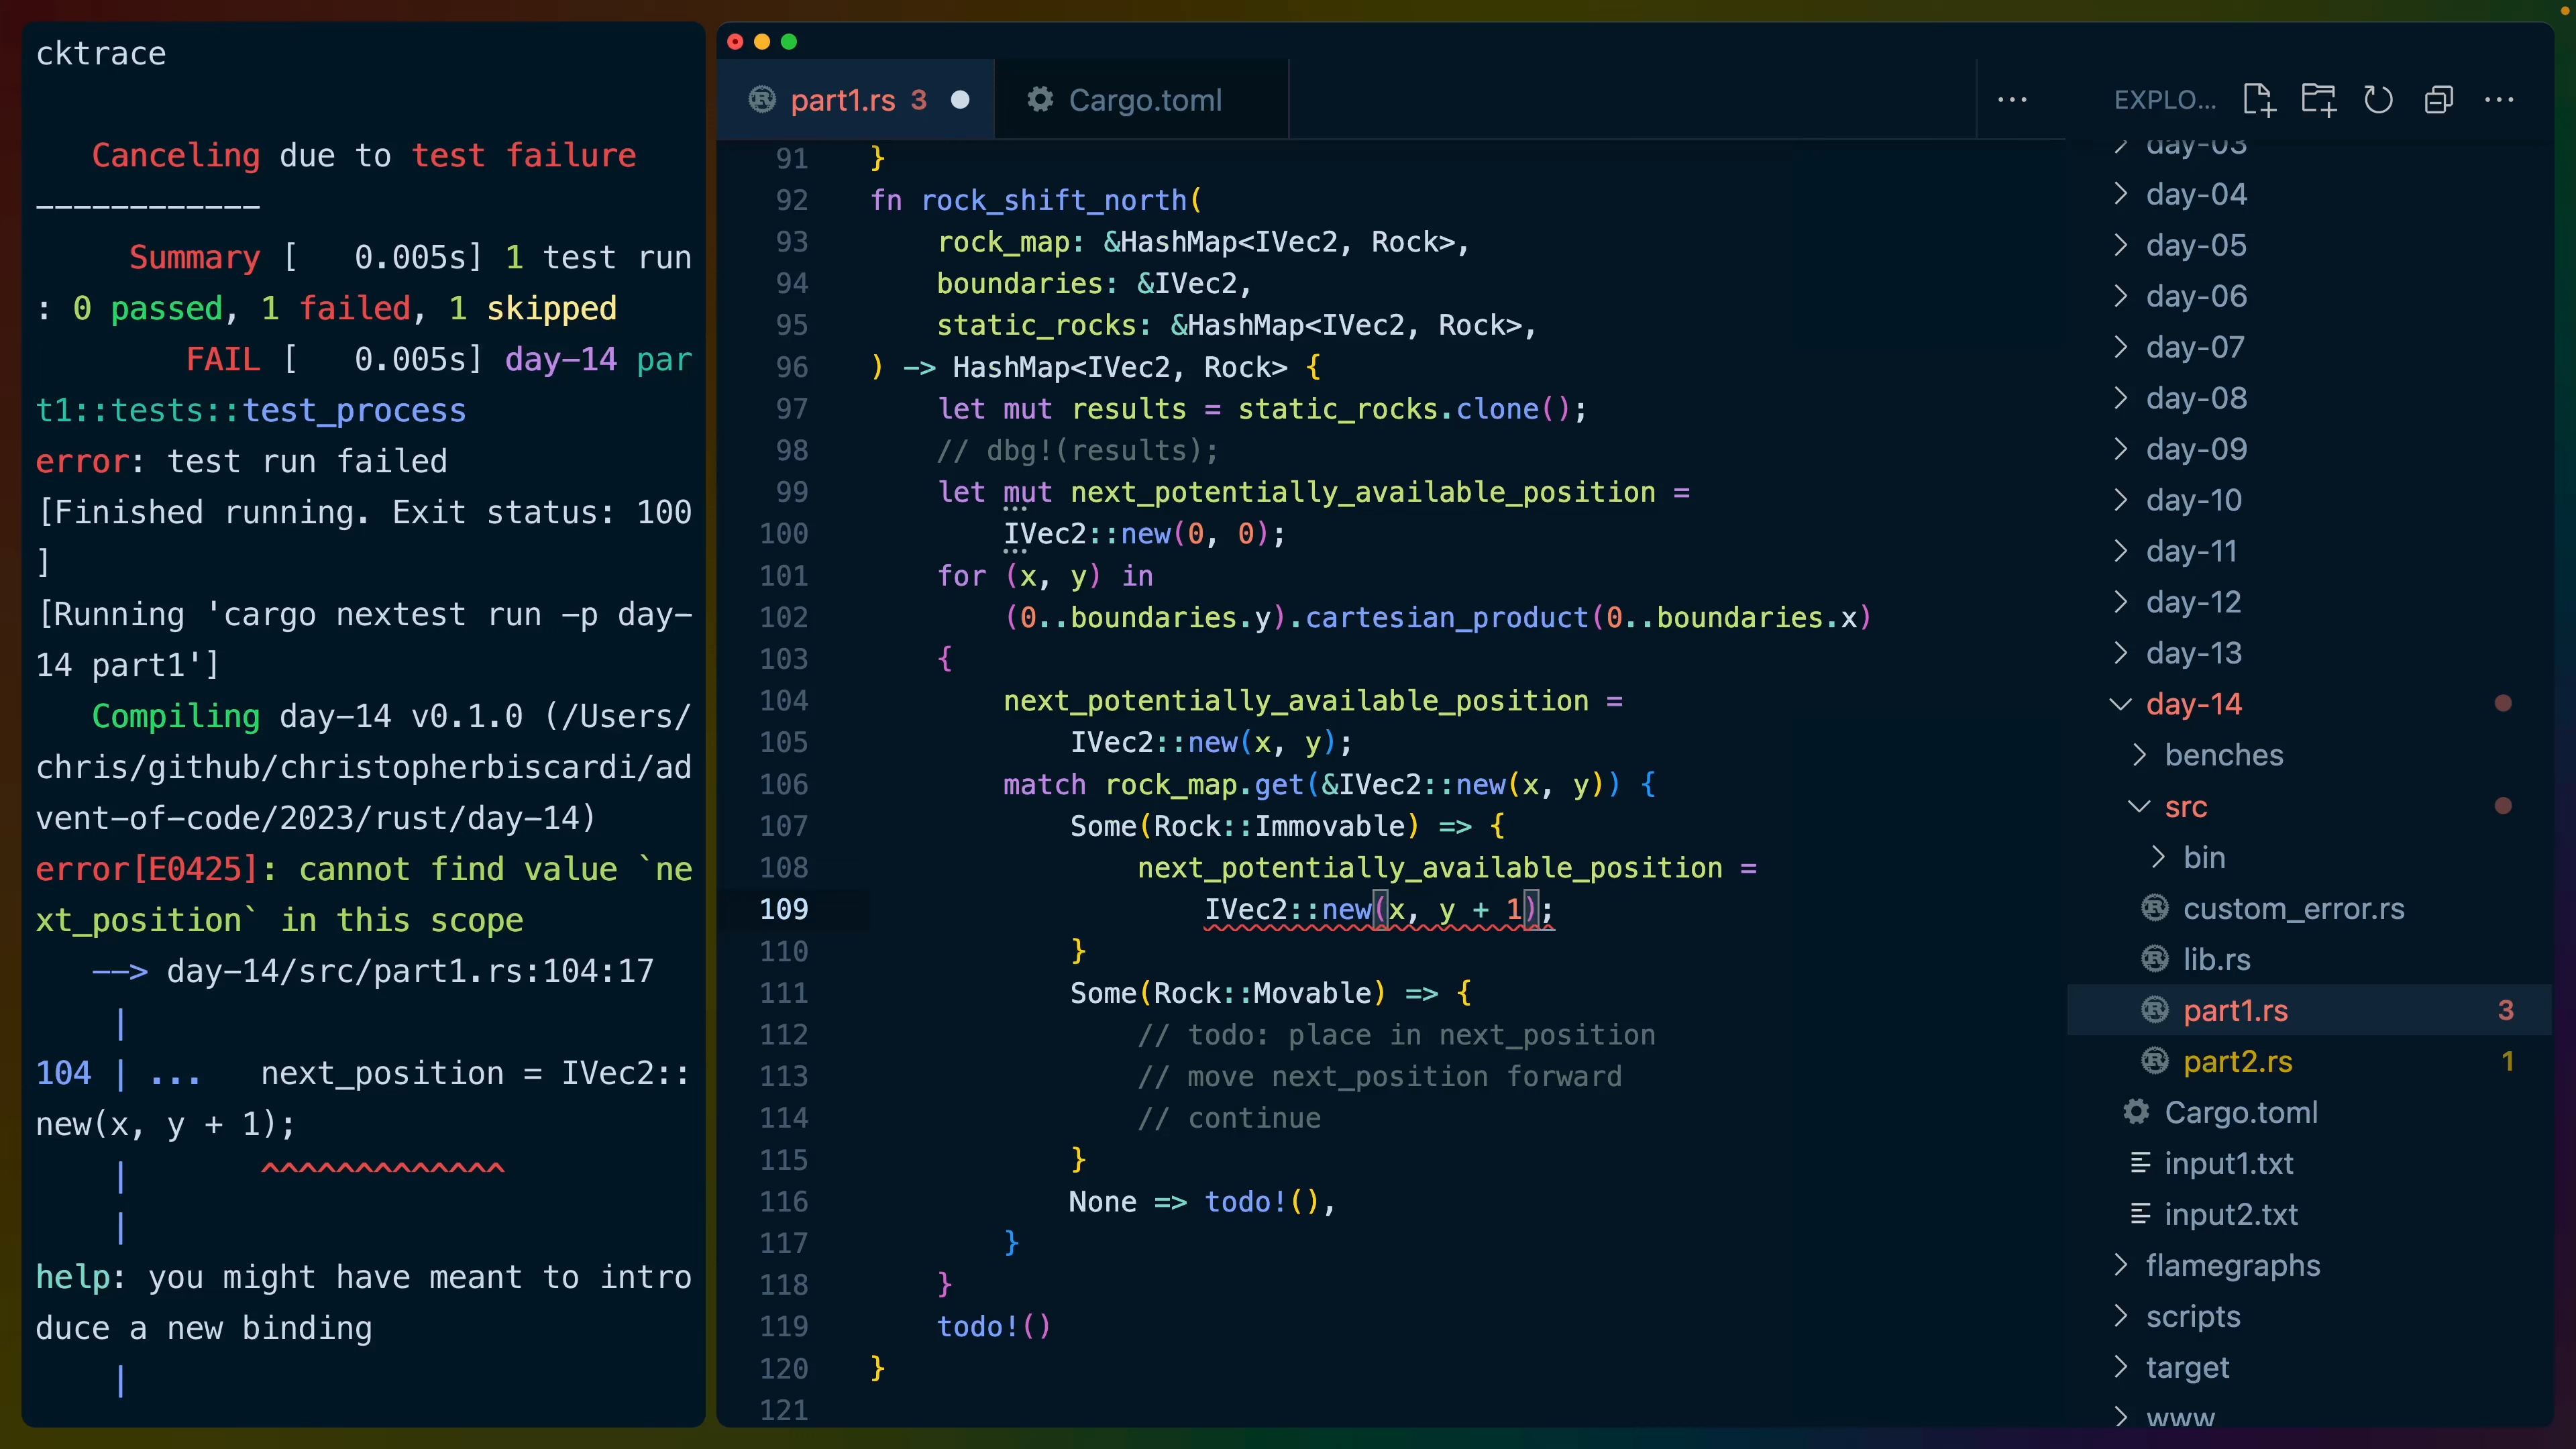 cktrace
Canceling due to test failure
------------
Summary [   0.005s] 1 test run
: 0 passed, 1 failed, 1 skipped
FAIL [   0.005s] day-14 par
t1::tests::test_process
error: test run failed
[Finished running. Exit status: 100
]
[Running 'cargo nextest run -p day-
14 part1']
Compiling day-14 v0.1.0 (/Users/
chris/github/christopherbiscardi/ad
vent-of-code/2023/rust/day-14)
error[E0425]: cannot find value `ne
xt_position` in this scope
--> day-14/src/part1.rs:104:17
|
104 | ...   next_position = IVec2::
new(x, y + 1);
|       ^^^^^^^^^^^^^
|
help: you might have meant to intro
duce a new binding
|
part1.rs 3
Cargo.toml
91 }
92 fn rock_shift_north(
93     rock_map: &HashMap<IVec2, Rock>,
94     boundaries: &IVec2,
95     static_rocks: &HashMap<IVec2, Rock>,
96 ) -> HashMap<IVec2, Rock> {
97     let mut results = static_rocks.clone();
98     // dbg!(results);
99     let mut next_potentially_available_position =
100         IVec2::new(0, 0);
101     for (x, y) in
102         (0..boundaries.y).cartesian_product(0..boundaries.x)
103     {
104         next_potentially_available_position =
105             IVec2::new(x, y);
106         match rock_map.get(&IVec2::new(x, y)) {
107             Some(Rock::Immovable) => {
108                 next_potentially_available_position =
109                     IVec2::new(x, y + 1);
110             }
111             Some(Rock::Movable) => {
112                 // todo: place in next_position
113                 // move next_position forward
114                 // continue
115             }
116             None => todo!(),
117         }
118     }
119     todo!()
120 }
121
EXPLO...
day-03
day-04
day-05
day-06
day-07
day-08
day-09
day-10
day-11
day-12
day-13
day-14
benches
src
bin
custom_error.rs
lib.rs
part1.rs 3
part2.rs 1
Cargo.toml
input1.txt
input2.txt
flamegraphs
scripts
target
www